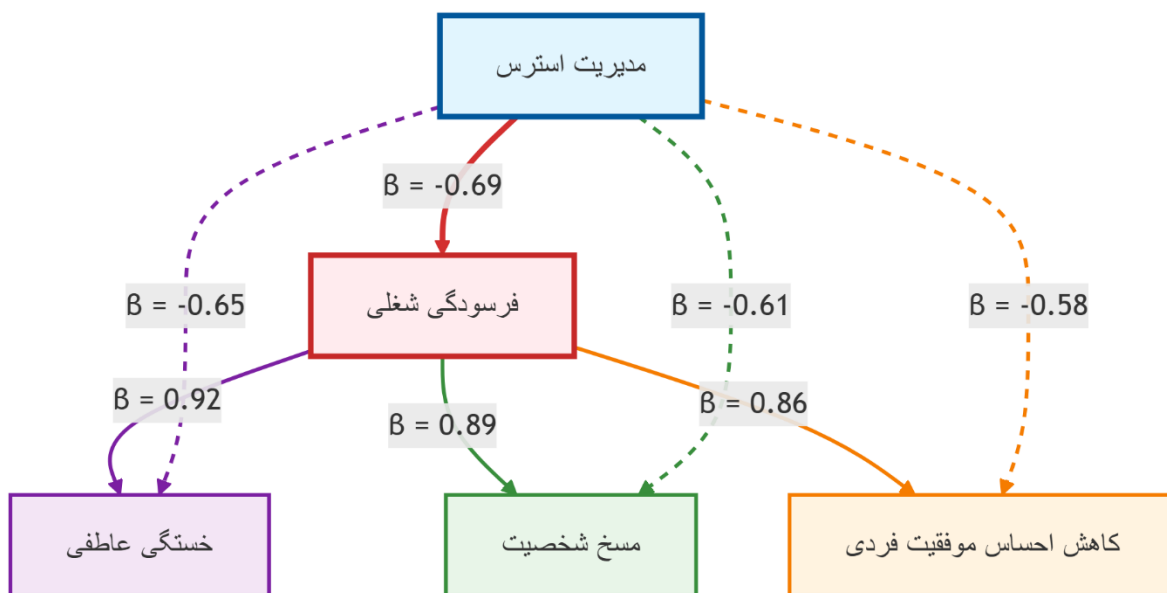 مدیریت استرس
β = -0.69
فرسودگی شغلی
β = -0.65
β = -0.61
β = -0.58
β = 0.92
β = 0.89
β = 0.86
خستگی عاطفی
مسخ شخصیت
کاهش احساس موفقیت فردی